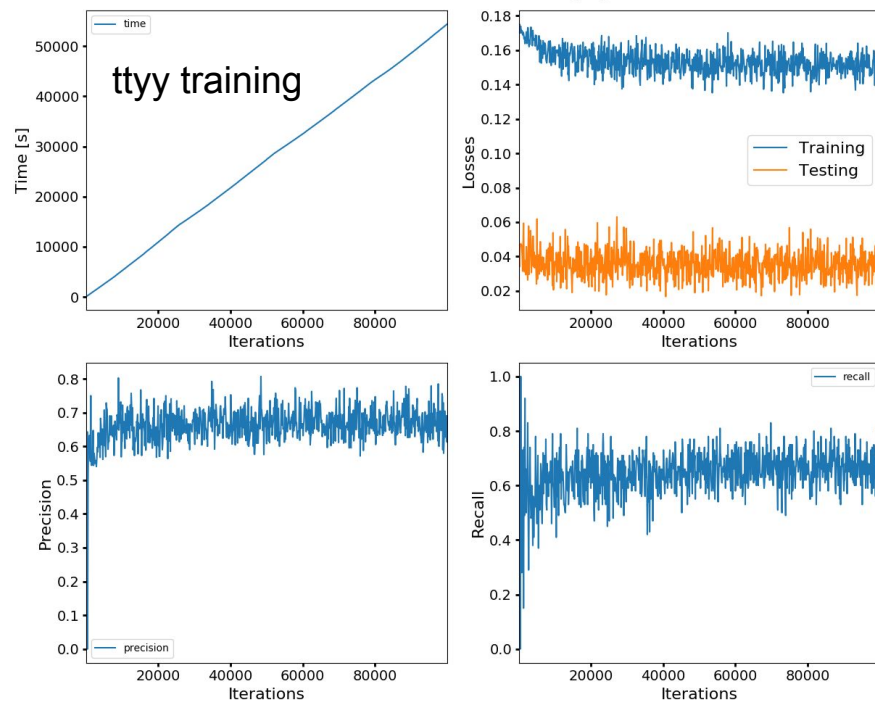 time
ttyy training
50000
40000
30000
20000
10000
0
Time [s]
20000 40000 60000 80000
Iterations
0.18
0.16
0.14
0.12
0.10
0.08
0.06
0.04
0.02
Losses
Training
Testing
20000 40000 60000 80000
Iterations
0.8
0.7
0.6
0.5
0.4
0.3
0.2
0.1
0.0
Precision
precision
20000 40000 60000 80000
Iterations
recall
1.0
0.8
0.6
0.4
0.2
0.0
Recall
20000 40000 60000 80000
Iterations